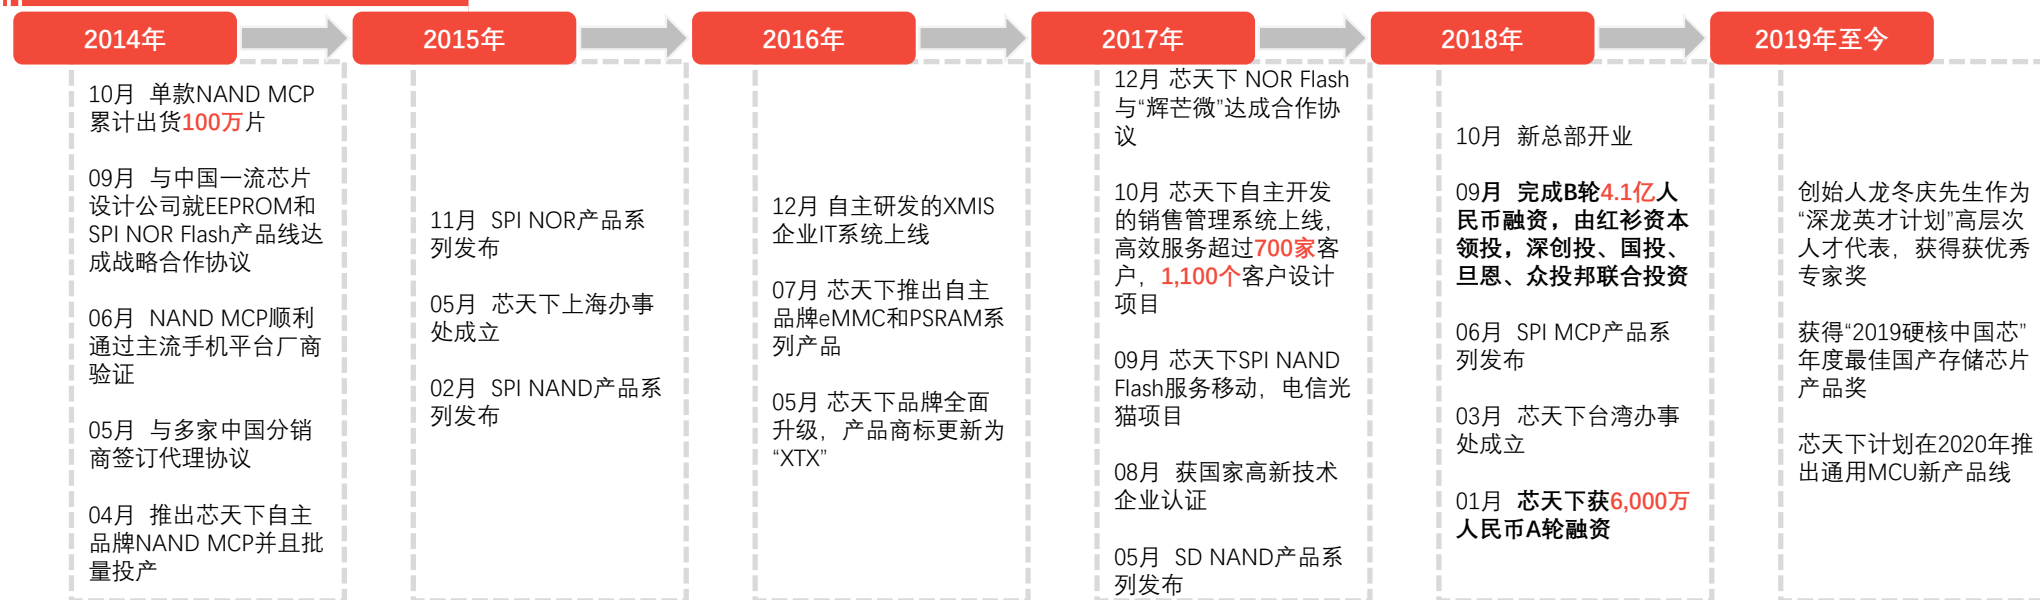 2014年
10月 单款NAND MCP
累计出货100万片
09月 与中国一流芯片
设计公司就EEPROM和
SPI NOR Flash产品线达
成战略合作协议
06月 NAND MCP顺利
通过主流手机平台厂商
验证
05月 与多家中国分销
商签订代理协议
04月 推出芯天下自主
品牌NAND MCP并且批
量投产
2015年
11月 SPI NOR产品系
列发布
05月 芯天下上海办事
处成立
02月 SPI NAND产品系
列发布
2016年
12月 自主研发的XMIS
企业IT系统上线
07月 芯天下推出自主
品牌eMMC和PSRAM系
列产品
05月 芯天下品牌全面
升级，产品商标更新为
“XTX”
2017年
12月 芯天下 NOR Flash
与“辉芒微”达成合作协
议
10月 芯天下自主开发
的销售管理系统上线，
高效服务超过700家客
户，1,100个客户设计
项目
09月 芯天下SPI NAND
Flash服务移动，电信光
猫项目
08月 获国家高新技术
企业认证
05月 SD NAND产品系
列发布
2018年
10月 新总部开业
09月 完成B轮4.1亿人
民币融资，由红衫资本
领投，深创投、国投、
旦恩、众投邦联合投资
06月 SPI MCP产品系
列发布
03月 芯天下台湾办事
处成立
01月 芯天下获6,000万
人民币A轮融资
2019年至今
创始人龙冬庆先生作为
“深龙英才计划”高层次
人才代表，获得获优秀
专家奖
获得“2019硬核中国芯”
年度最佳国产存储芯片
产品奖
芯天下计划在2020年推
出通用MCU新产品线